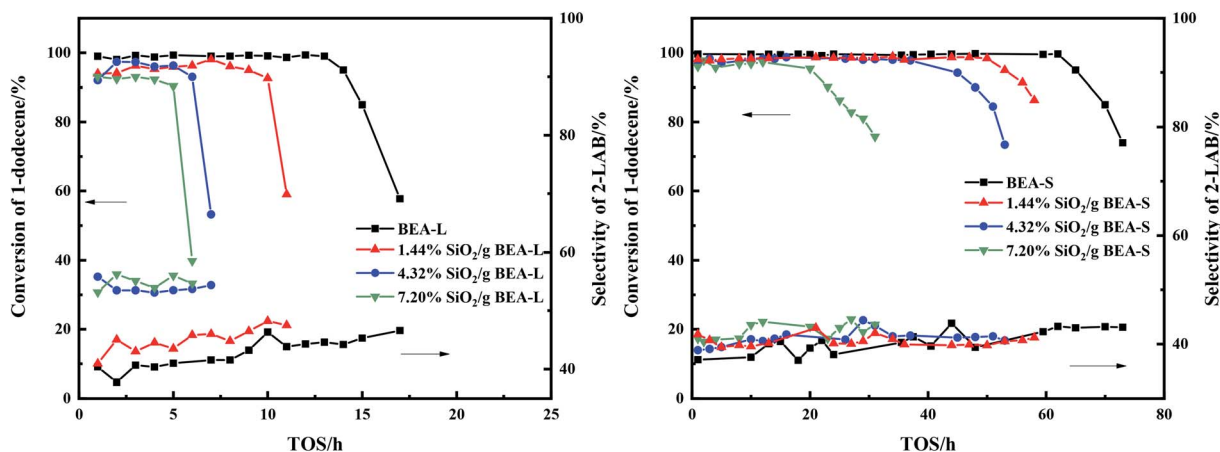 Conversion of 1-dodecene/%
100
80
60
40
20
0
0
5
10
15
20
25
TOS/h
100
90
80
70
60
50
40
Selectivity of 2-LAB/%
BEA-L
1.44% SiO₂/g BEA-L
4.32% SiO₂/g BEA-L
7.20% SiO₂/g BEA-L
Conversion of 1-dodecene/%
100
80
60
40
20
0
0
20
40
60
80
TOS/h
100
80
60
40
Selectivity of 2-LAB/%
BEA-S
1.44% SiO₂/g BEA-S
4.32% SiO₂/g BEA-S
7.20% SiO₂/g BEA-S